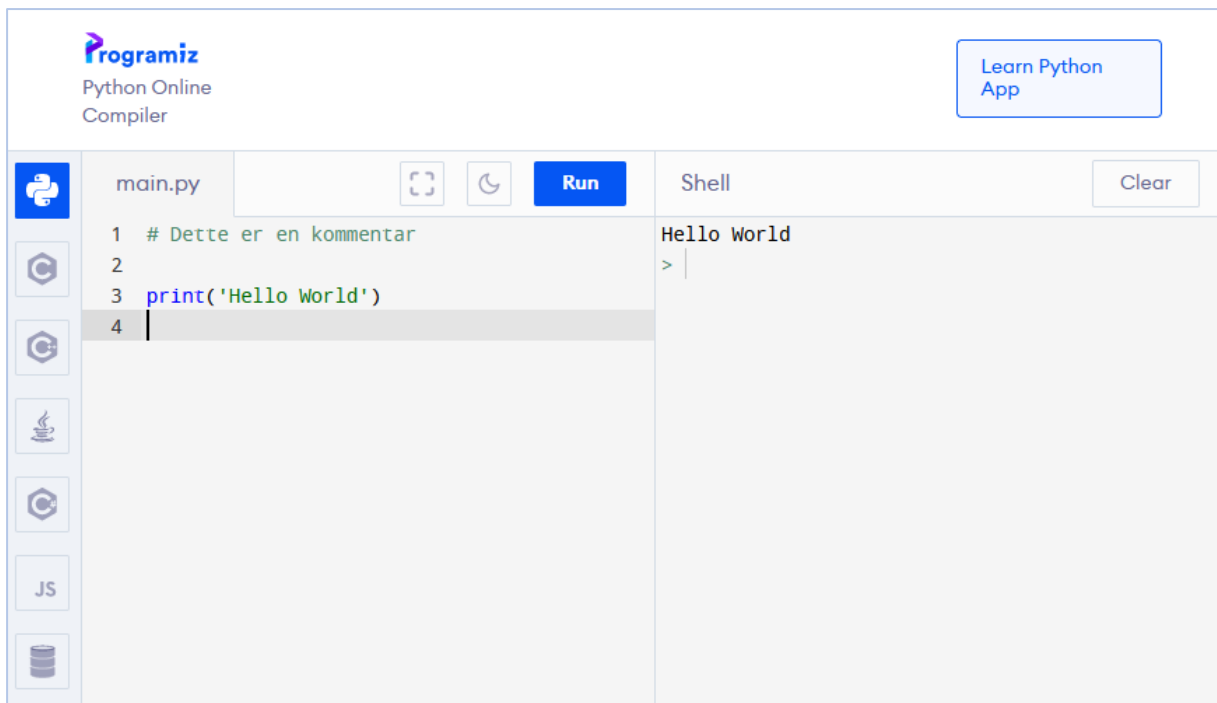 Programiz
Python Online
Compiler
Learn Python
App
main.py
Run
Shell
Clear
1 # Dette er en kommentar
2
3 print('Hello World')
4
Hello World
>
C
C++
C#
JS